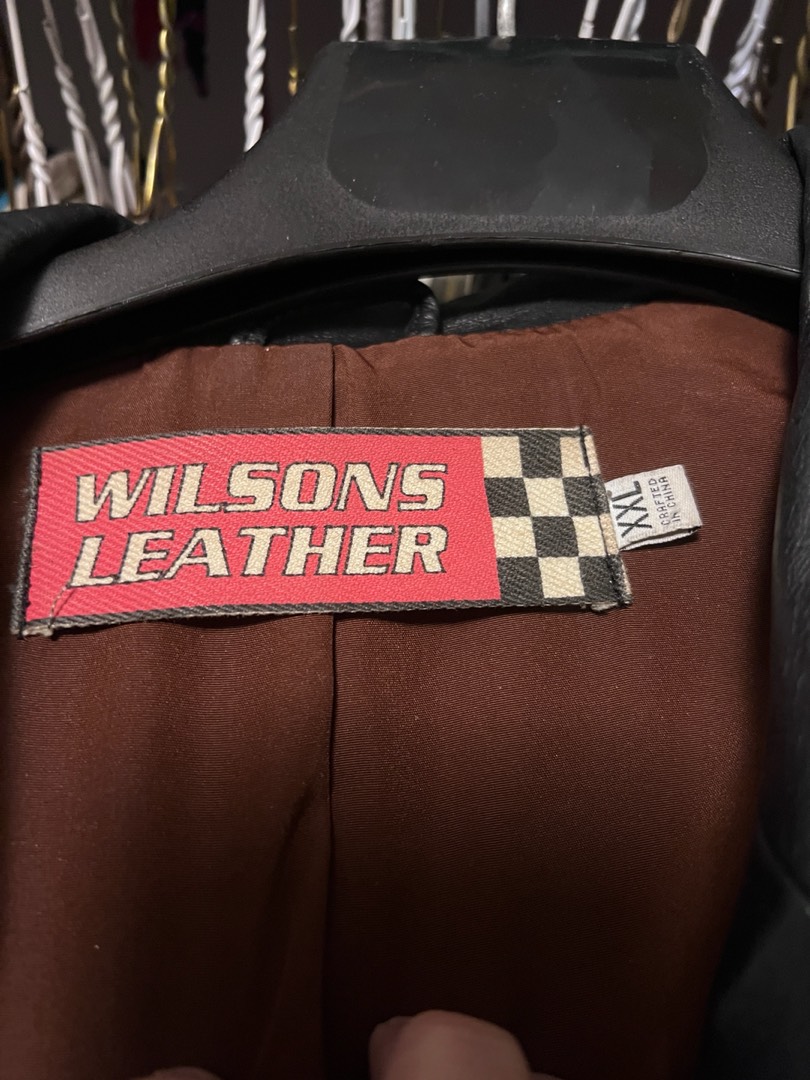 WILSONS
LEATHER
XXL
CRAFTED
IN CHINA